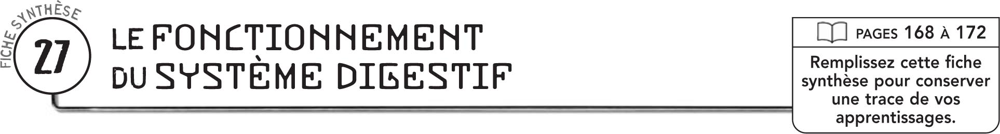 FICHE SYNTHÈSE
27
LE FONCTIONNEMENT
DU SYSTÈME DIGESTIF
PAGES 168 À 172
Remplissez cette fiche
synthèse pour conserver
une trace de vos
apprentissages.